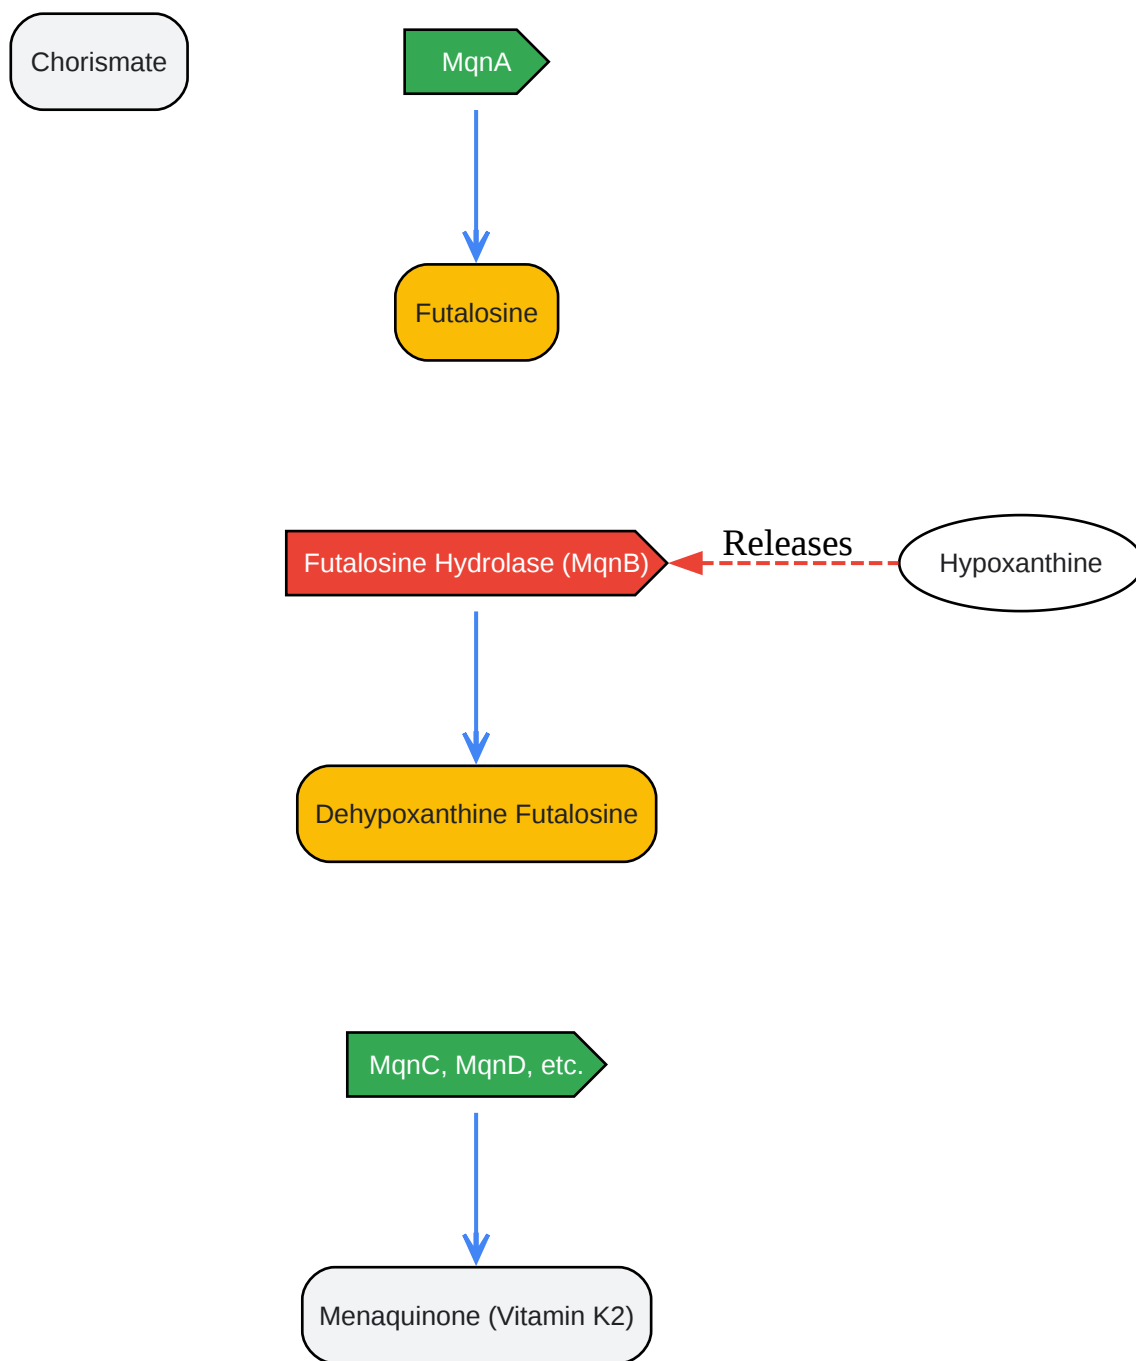 Chorismate
MqnA
Futalosine
Futalosine Hydrolase (MqnB)
Releases
Hypoxanthine
Dehypoxanthine Futalosine
MqnC, MqnD, etc.
Menaquinone (Vitamin K2)